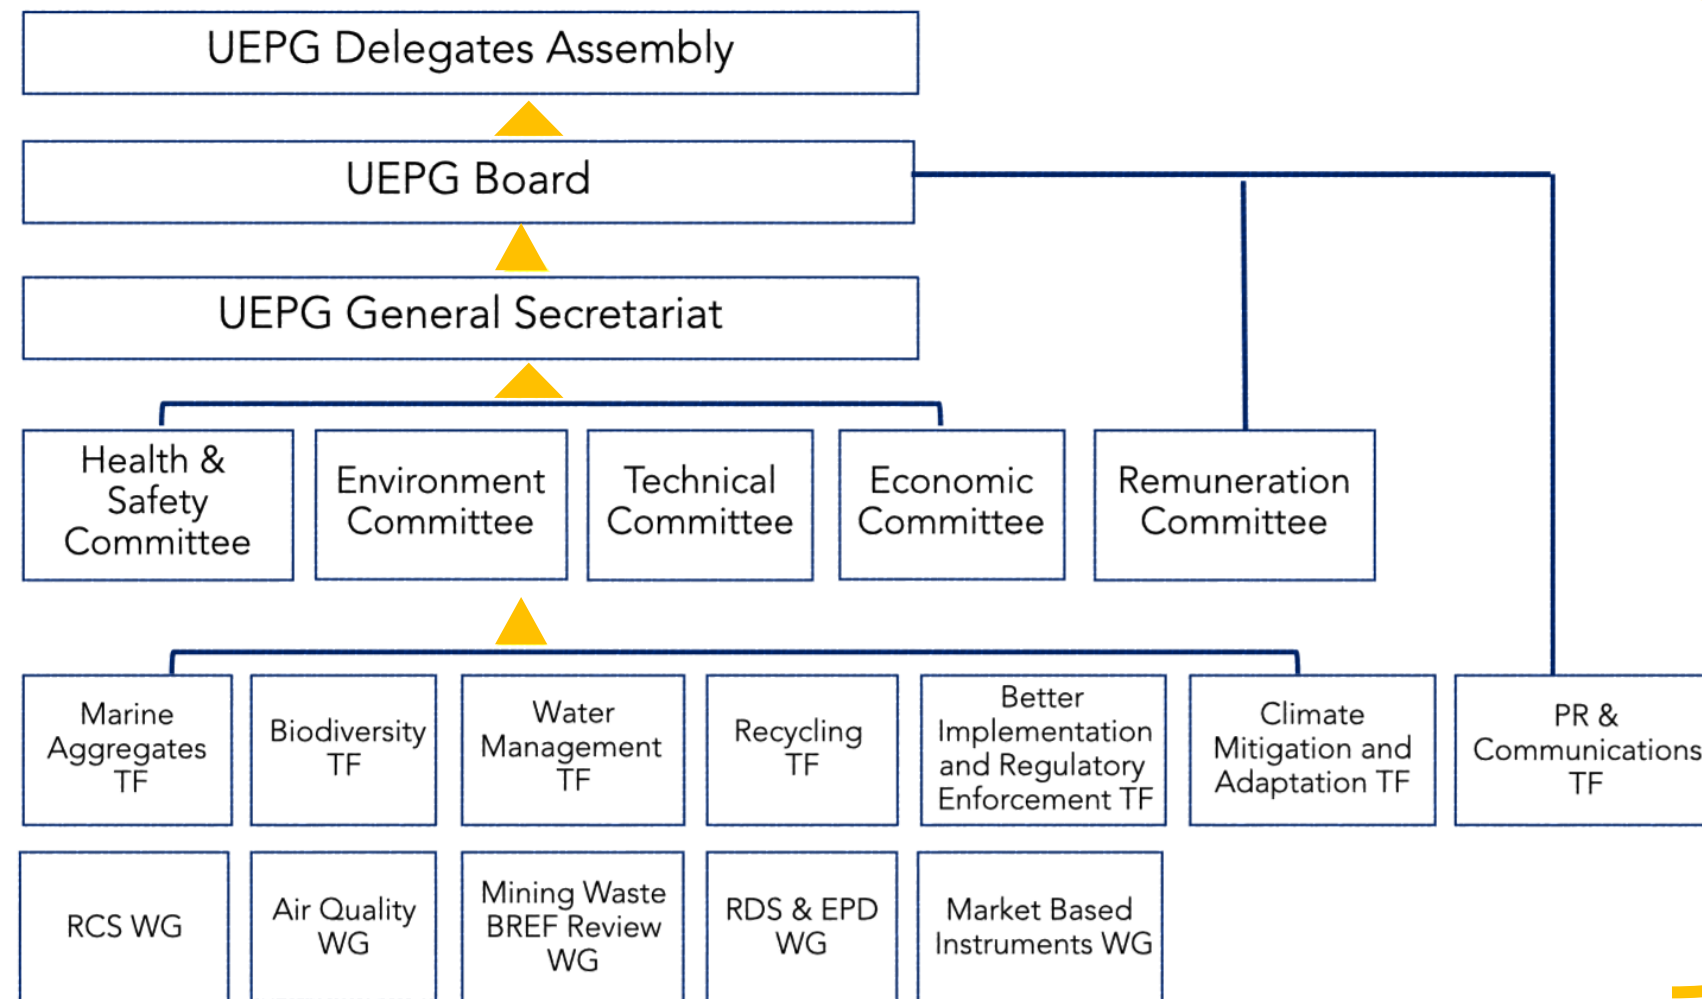 UEPG Delegates Assembly
UEPG Board
UEPG General Secretariat
Health &
Safety
Committee
Environment
Committee
Technical
Committee
Economic
Committee
Remuneration
Committee
Marine
Aggregates
TF
Biodiversity
TF
Water
Management
TF
Recycling
TF
Better
Implementation
and Regulatory
Enforcement TF
Climate
Mitigation and
Adaptation TF
PR &
Communications
TF
RCS WG
Air Quality
WG
Mining Waste
BREF Review
WG
RDS & EPD
WG
Market Based
Instruments WG